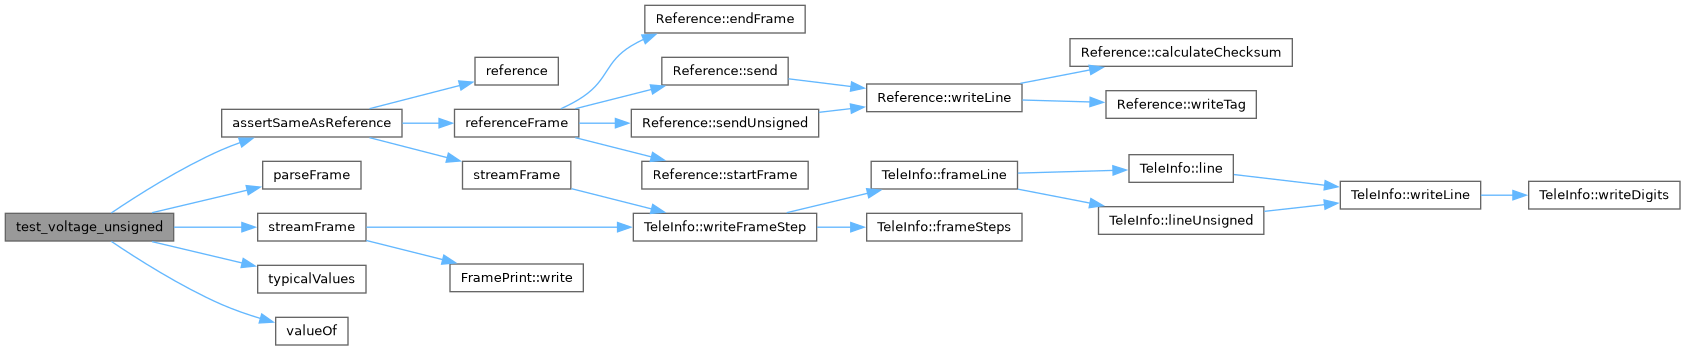 Reference::endFrame
Reference::calculateChecksum
reference
Reference::send
Reference::writeLine
Reference::writeTag
assertSameAsReference
referenceFrame
Reference::sendUnsigned
parseFrame
streamFrame
Reference::startFrame
TeleInfo::frameLine
TeleInfo::line
TeleInfo::writeLine
TeleInfo::writeDigits
test_voltage_unsigned
streamFrame
TeleInfo::writeFrameStep
TeleInfo::frameSteps
TeleInfo::lineUnsigned
typicalValues
FramePrint::write
valueOf